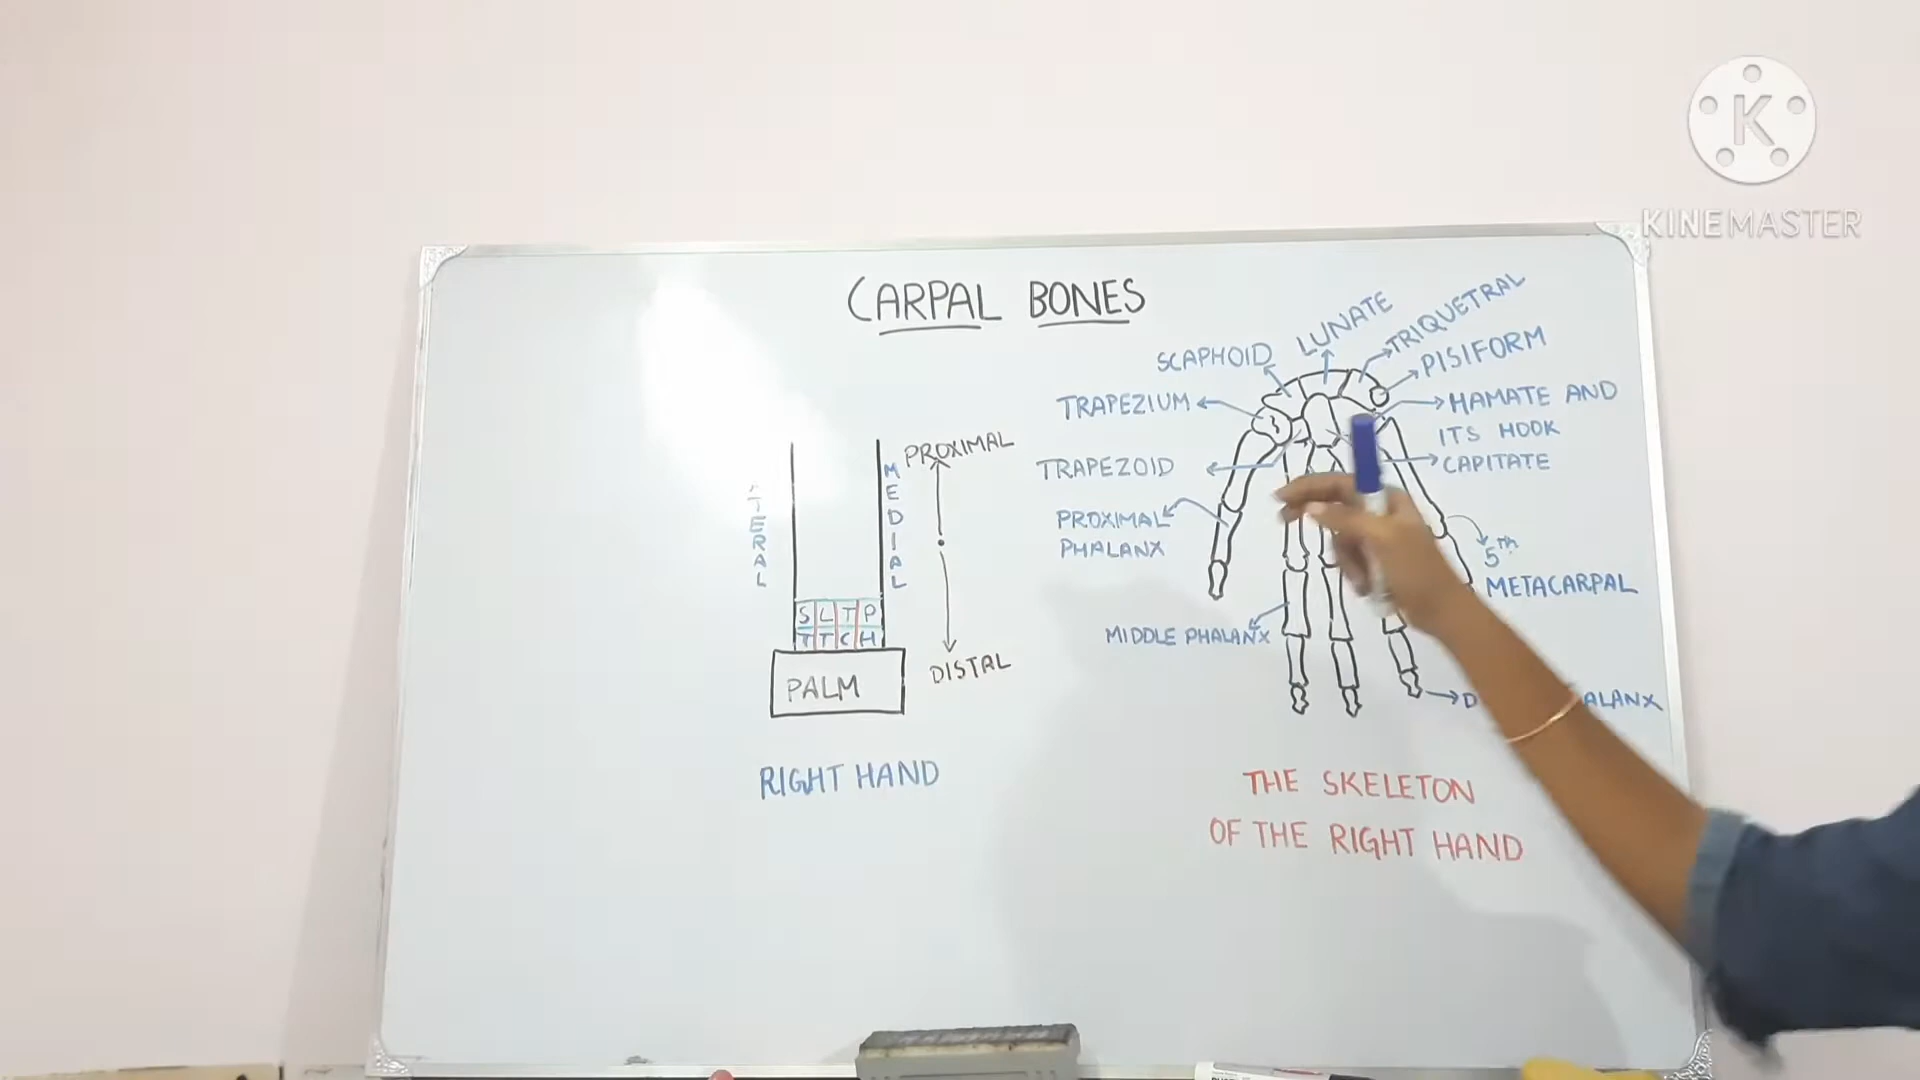 K
KINEMASTER
CARPAL BONES
PROXIMAL
MEDIAL
S L T P
T T C H
PALM
DISTAL
RIGHT HAND
LUNATE
TRIQUETRAL
SCAPHOID
PISIFORM
TRAPEZIUM
HAMATE AND
ITS HOOK
TRAPEZOID
CAPITATE
PROXIMAL
PHALANX
5th
METACARPAL
MIDDLE PHALANX
THE SKELETON
OF THE RIGHT HAND